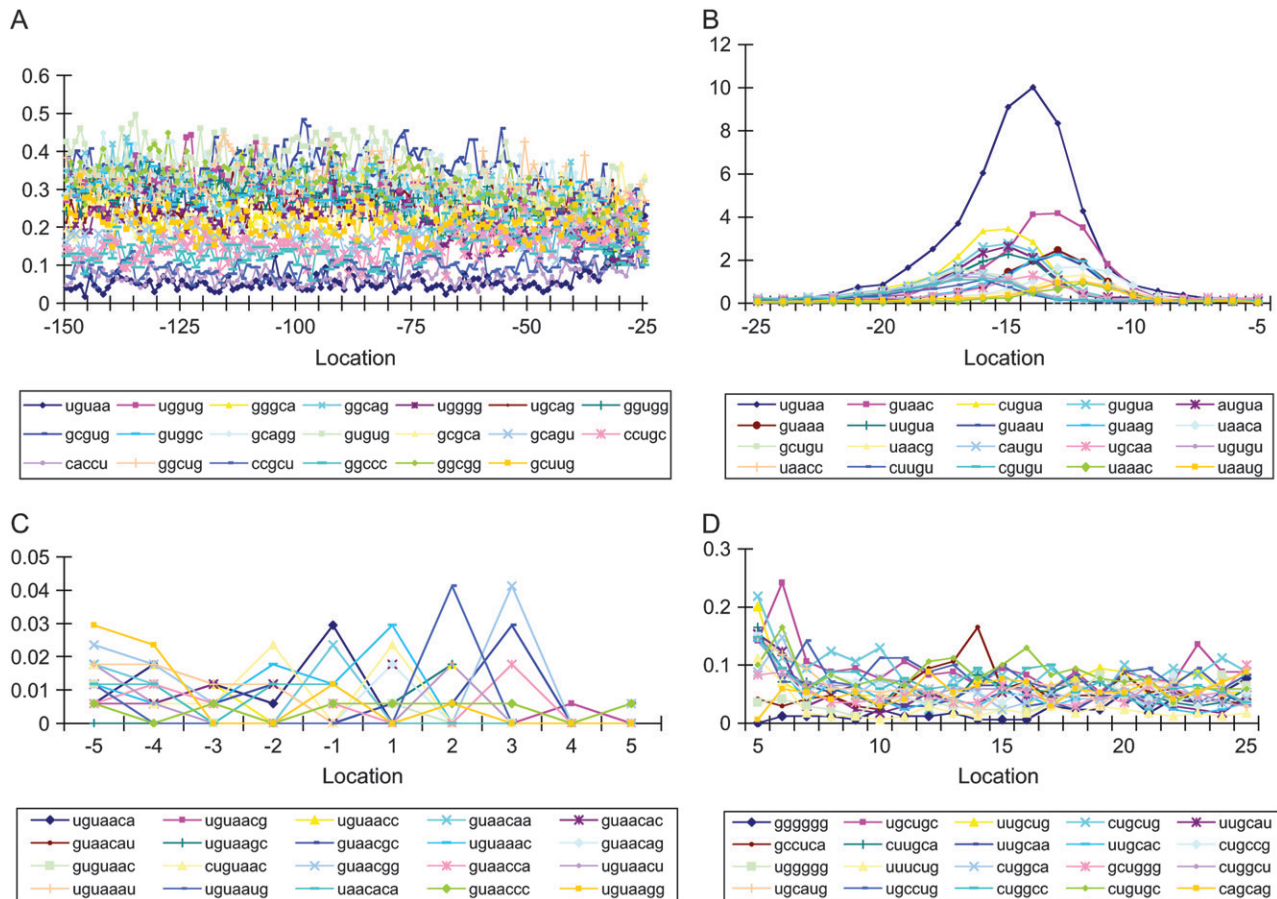 A
0.6
0.5
0.4
0.3
0.2
0.1
0
-150 -125 -100 -75 -50 -25
Location
uguaa uggug gggca ggcag ugggg ugcag ggugg
gcgug guggc gcagg gugug gcgca gcagu ccugc
caccu ggcug ccgcu ggccc ggcgg gcuug
B
12
10
8
6
4
2
0
-25 -20 -15 -10 -5
Location
uguaa guaac cugua gugua augua
guaaa uugua guaau guaag uaaca
gcugu uaacg caugu ugcaa ugugu
uaacc cuugu cgugu uaaac uaaug
C
0.05
0.04
0.03
0.02
0.01
0
-5 -4 -3 -2 -1 1 2 3 4 5
Location
uguaaca uguaacg uguaacc guaacaa guaacac
guaacau uguaagc guaacgc uguaaac guaacag
guguaac cuguaac guaacgg guaacca uguaacu
uguaaau uguaaug uaacaca guaaccc uguaagg
D
0.3
0.2
0.1
0
5 10 15 20 25
Location
gggggg ugcugc uugcug cugcug uugcau
gccuca cuugca uugcaa uugcac cugccg
uggggg uuucug cuggca gcuggg cuggcu
ugcaug ugccug cuggcc cugugc cagcag